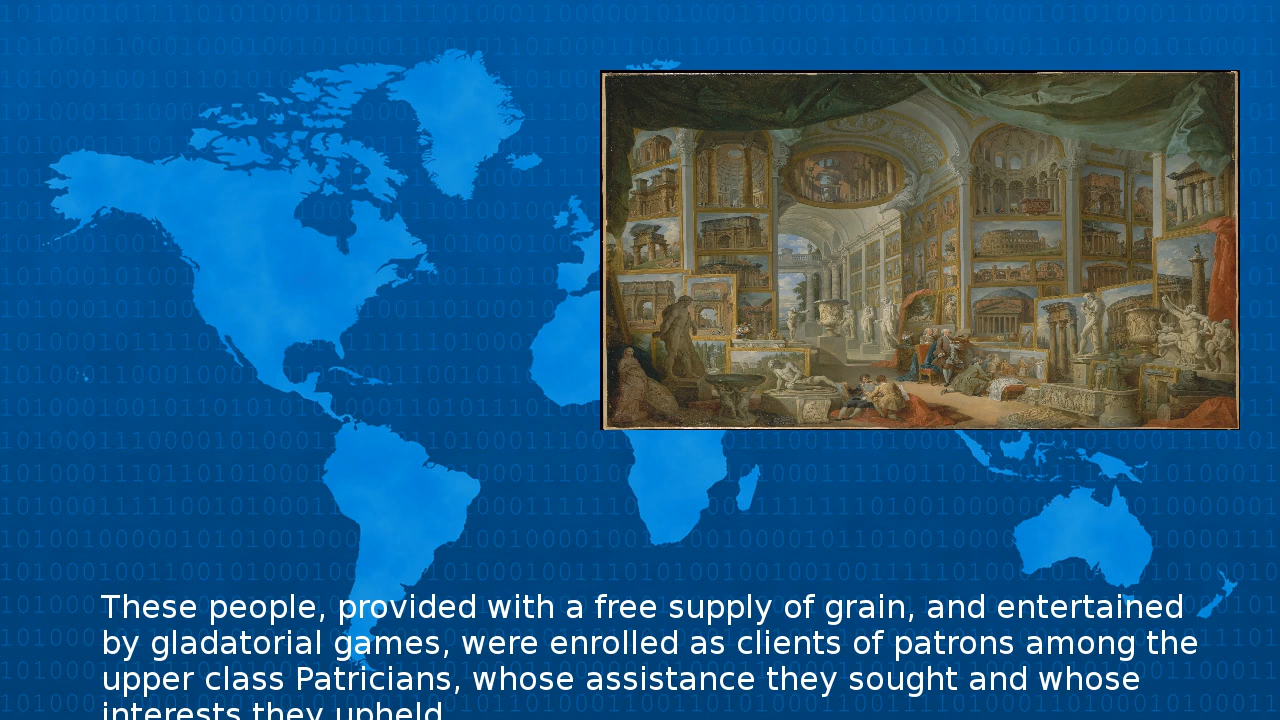 These people, provided with a free supply of grain, and entertained
by gladatorial games, were enrolled as clients of patrons among the
upper class Patricians, whose assistance they sought and whose
interests they upheld